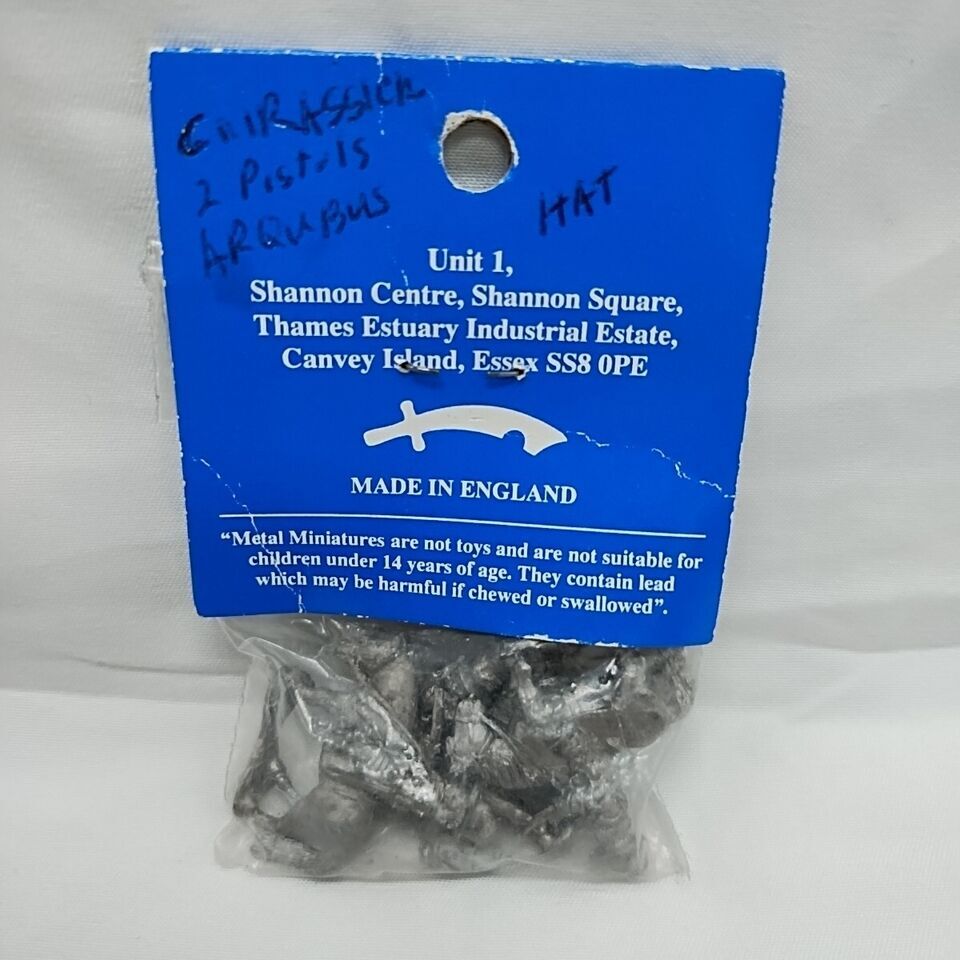 CUIRASSIER
2 Pistols
ARQUBUS
HAT
Unit 1,
Shannon Centre, Shannon Square,
Thames Estuary Industrial Estate,
Canvey Island, Essex SS8 0PE
MADE IN ENGLAND
“Metal Miniatures are not toys and are not suitable for
children under 14 years of age. They contain lead
which may be harmful if chewed or swallowed”.